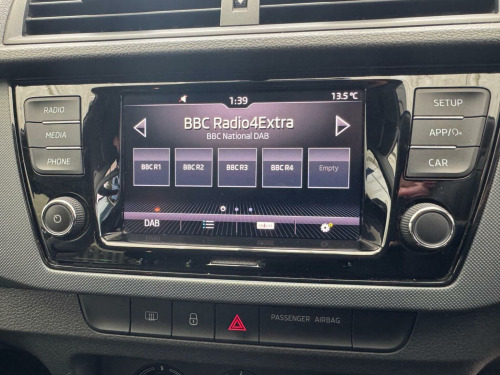 1:39
13.5 °C
BBC Radio4Extra
BBC National DAB
BBC R1
BBC R2
BBC R3
BBC R4
Empty
DAB
RADIO
MEDIA
PHONE
SETUP
APP/
CAR
PASSENGER AIRBAG